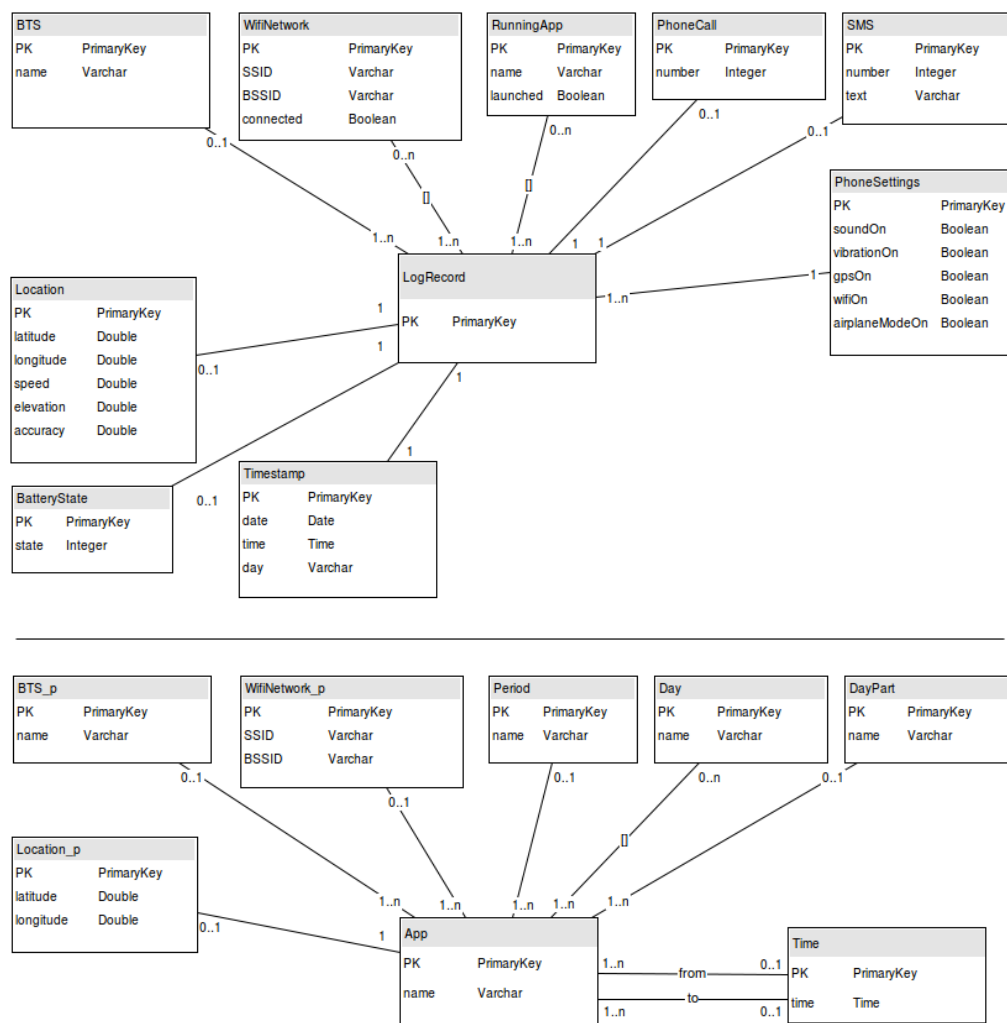 BTS
PK PrimaryKey
name Varchar
WifiNetwork
PK PrimaryKey
SSID Varchar
BSSID Varchar
connected Boolean
RunningApp
PK PrimaryKey
name Varchar
launched Boolean
PhoneCall
PK PrimaryKey
number Integer
SMS
PK PrimaryKey
number Integer
text Varchar
0..1
0..n
0..n
0..1
0..1
[]
[]
PhoneSettings
PK PrimaryKey
soundOn Boolean
vibrationOn Boolean
gpsOn Boolean
wifiOn Boolean
airplaneModeOn Boolean
1..n
1..n
1..n
1
1
1
1..n
LogRecord
PK PrimaryKey
Location
PK PrimaryKey
latitude Double
longitude Double
speed Double
elevation Double
accuracy Double
1
0..1
1
1
1
0..1
BatteryState
PK PrimaryKey
state Integer
Timestamp
PK PrimaryKey
date Date
time Time
day Varchar
BTS_p
PK PrimaryKey
name Varchar
WifiNetwork_p
PK PrimaryKey
SSID Varchar
BSSID Varchar
Period
PK PrimaryKey
name Varchar
Day
PK PrimaryKey
name Varchar
DayPart
PK PrimaryKey
name Varchar
0..1
0..1
0..1
0..n
0..1
[]
Location_p
PK PrimaryKey
latitude Double
longitude Double
1..n
1..n
1..n
1..n
1..n
0..1
1
App
PK PrimaryKey
name Varchar
1..n from 0..1
1..n to 0..1
Time
PK PrimaryKey
time Time